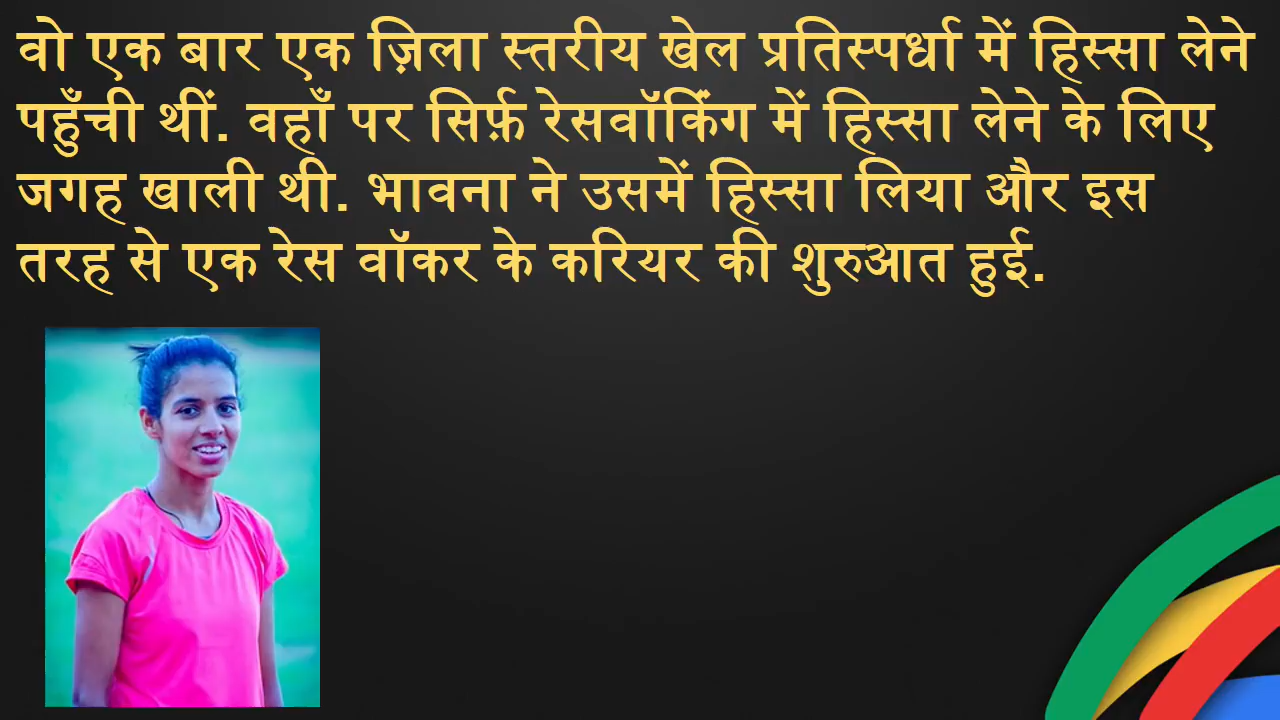 वो एक बार एक ज़िला स्तरीय खेल प्रतिस्पर्धा में हिस्सा लेने
पहुँची थीं. वहाँ पर सिर्फ़ रेसवॉकिंग में हिस्सा लेने के लिए
जगह खाली थी. भावना ने उसमें हिस्सा लिया और इस
तरह से एक रेस वॉकर के करियर की शुरुआत हुई.